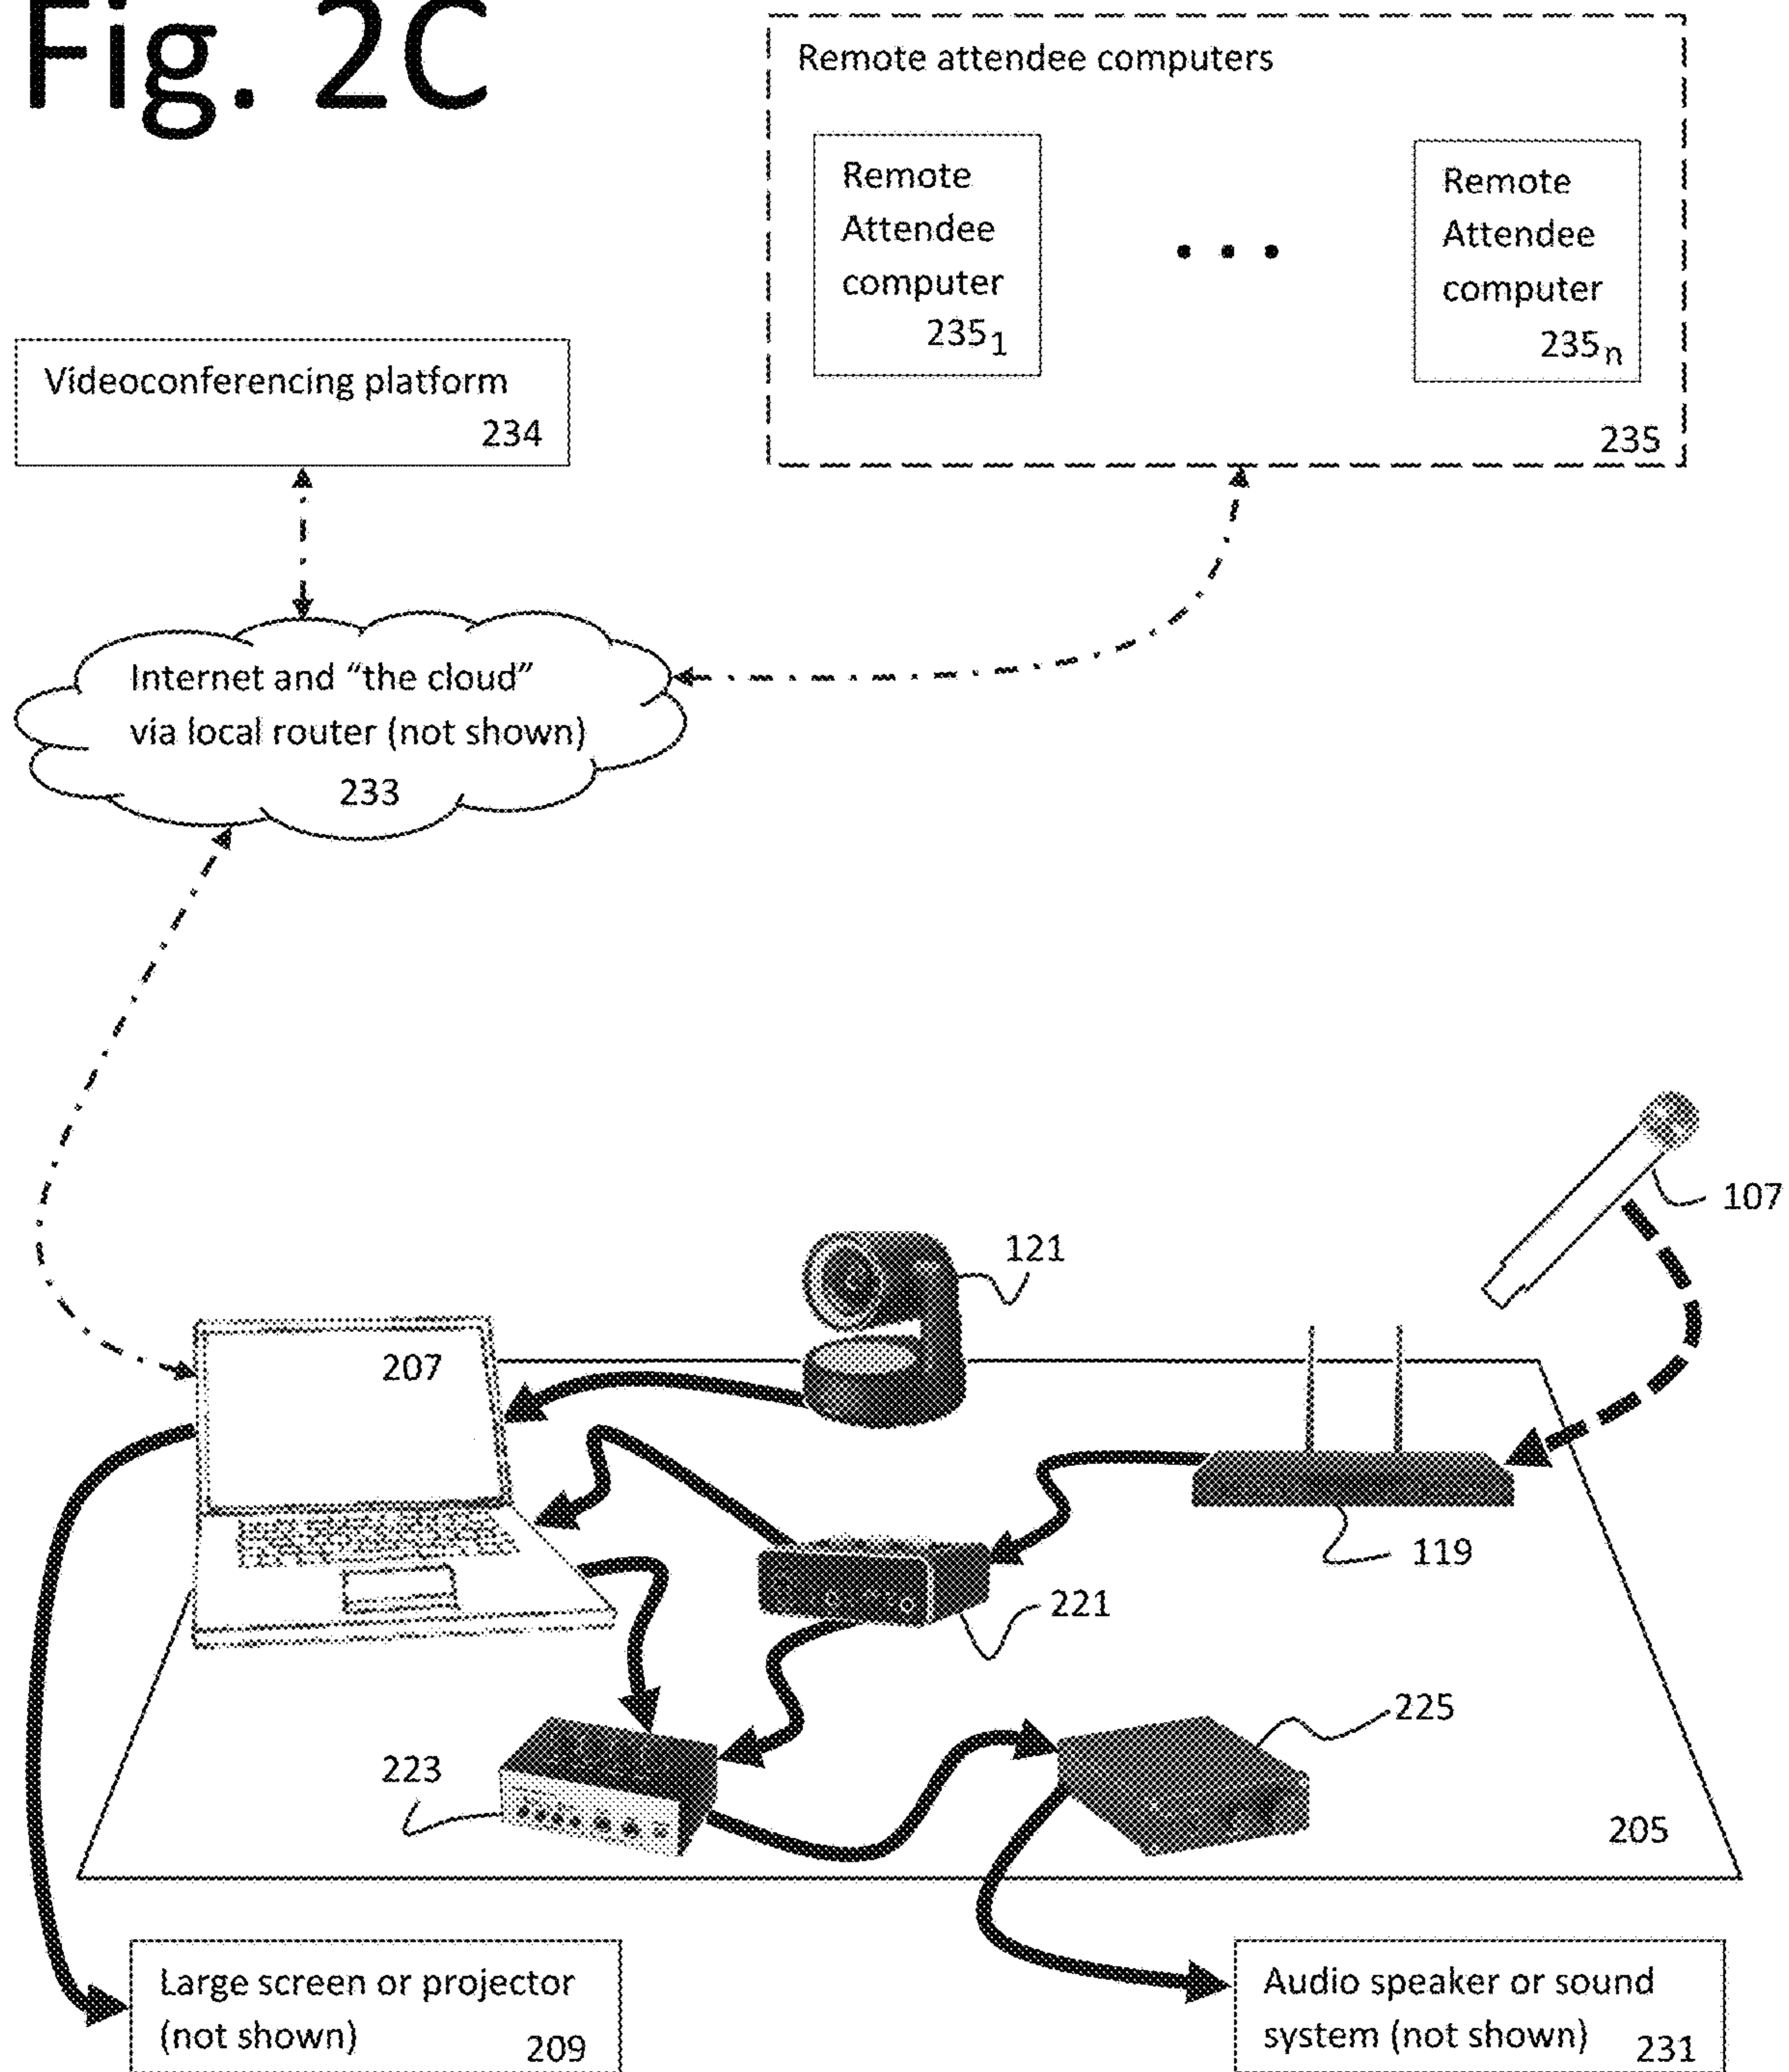 Fig. 2C
Remote attendee computers
Remote
Attendee
computer
235₁
• • •
Remote
Attendee
computer
235ₙ
235
Videoconferencing platform
234
Internet and “the cloud”
via local router (not shown)
233
107
121
207
119
221
225
223
205
Large screen or projector
(not shown)
209
Audio speaker or sound
system (not shown)
231